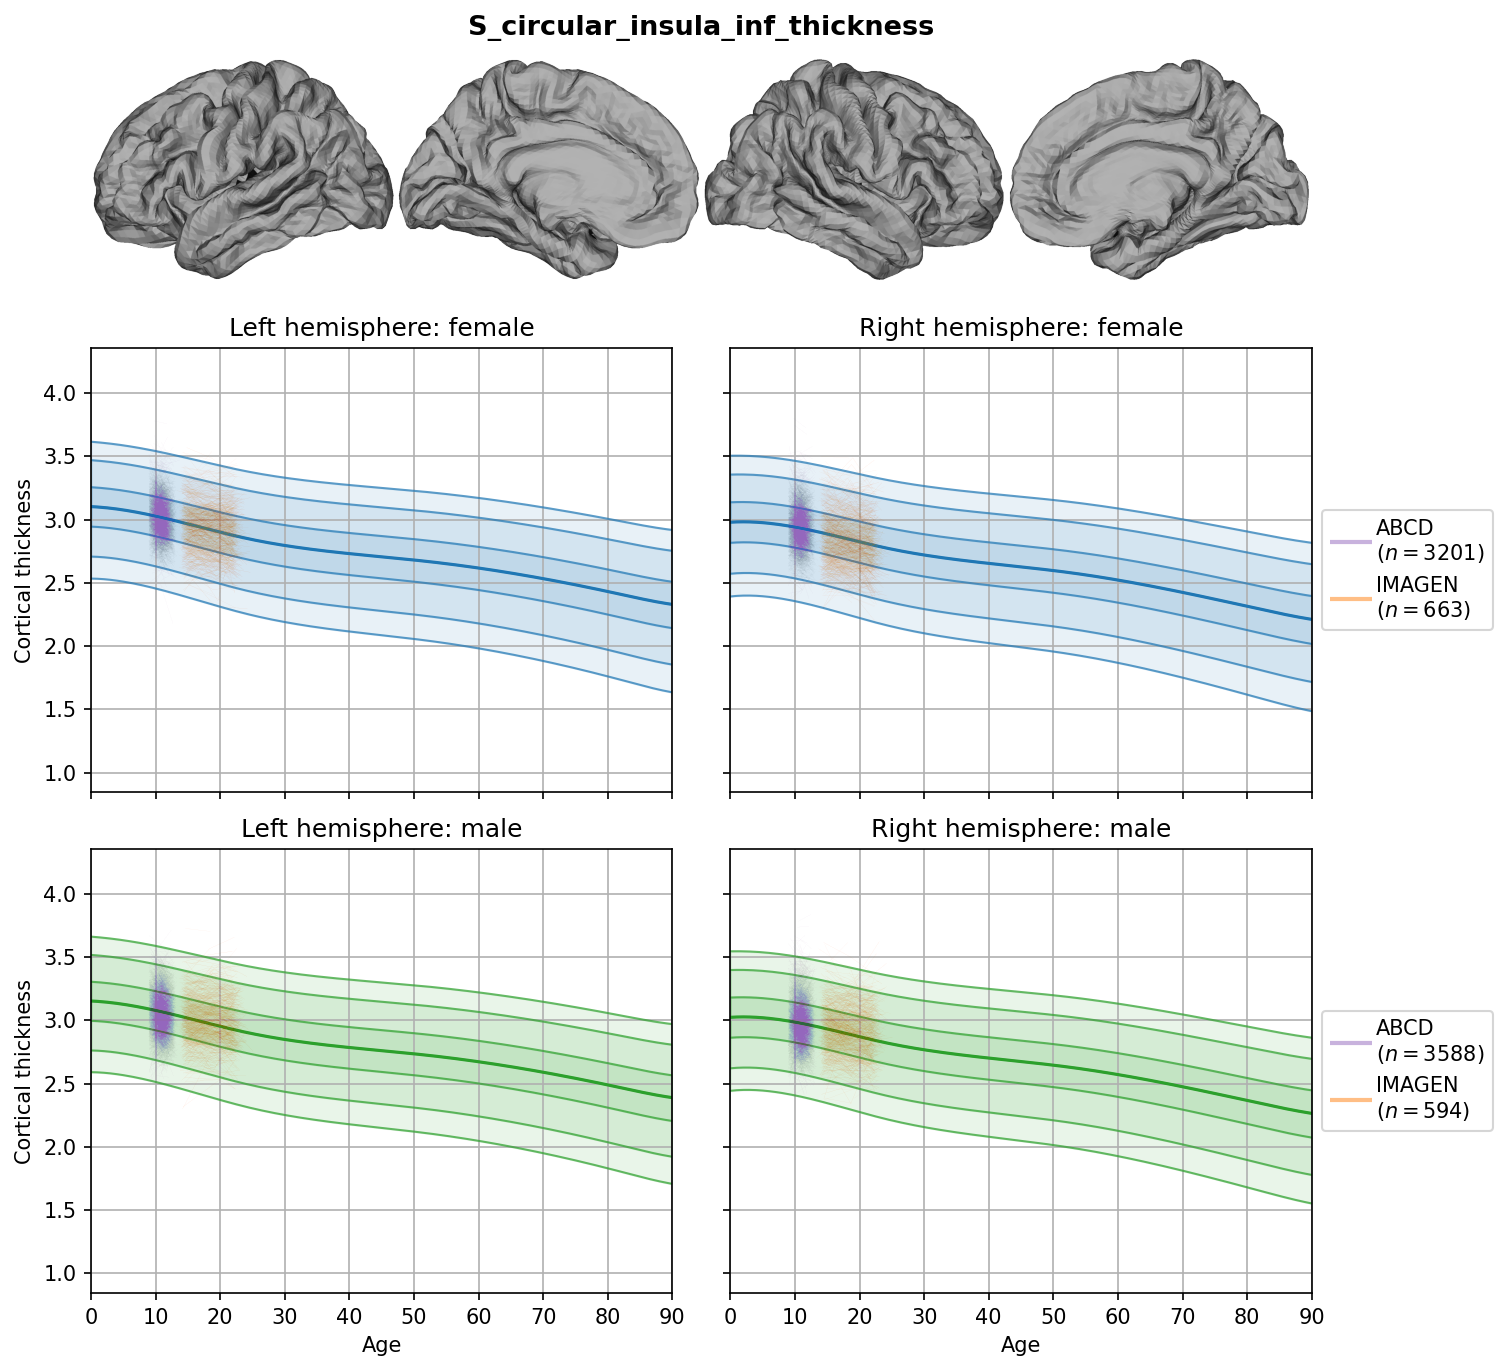 S_circular_insula_inf_thickness
Left hemisphere: female
Right hemisphere: female
Cortical thickness
4.0
3.5
3.0
2.5
2.0
1.5
1.0
ABCD
(n = 3201)
IMAGEN
(n = 663)
Left hemisphere: male
Right hemisphere: male
Cortical thickness
4.0
3.5
3.0
2.5
2.0
1.5
1.0
0 10 20 30 40 50 60 70 80 90
0 10 20 30 40 50 60 70 80 90
Age
Age
ABCD
(n = 3588)
IMAGEN
(n = 594)